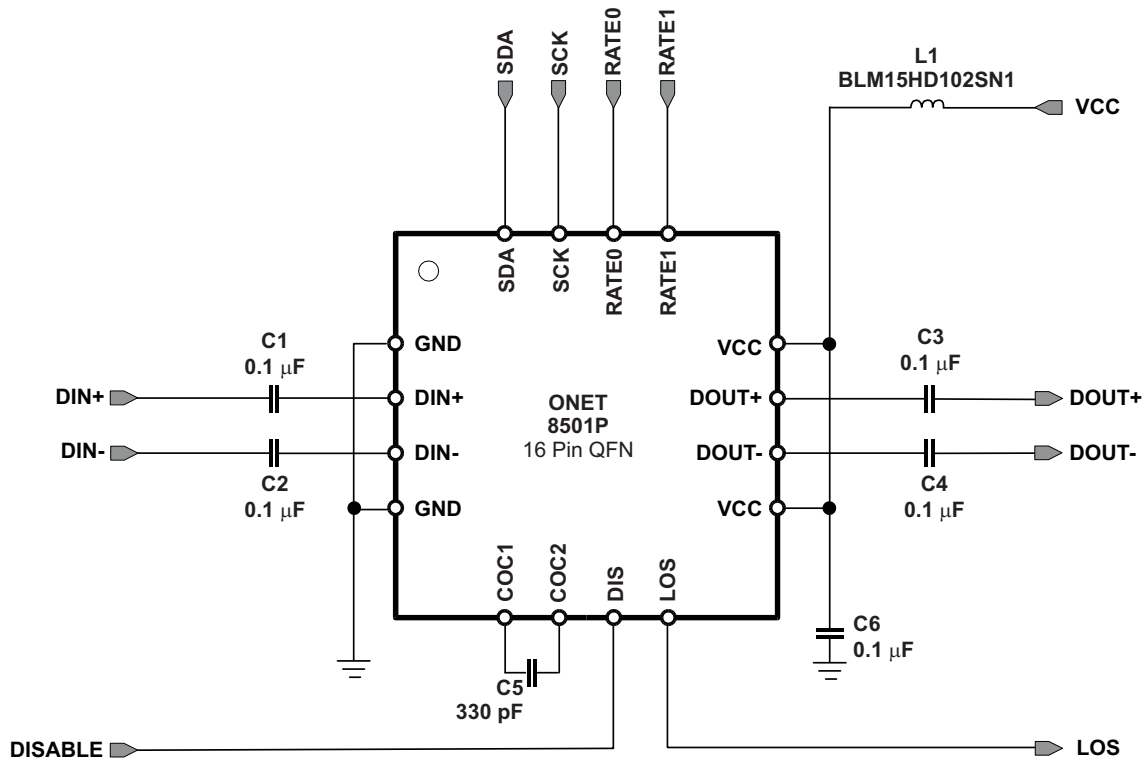 SDA
SCK
RATE0
RATE1
L1
BLM15HD102SN1
VCC
SDA
SCK
RATE0
RATE1
C1
0.1 μF
GND
VCC
C3
0.1 μF
DIN+
DIN+
ONET
8501P
16 Pin QFN
DOUT+
DOUT+
DIN-
DIN-
DOUT-
DOUT-
C2
0.1 μF
GND
VCC
C4
0.1 μF
COC1
COC2
DIS
LOS
C6
0.1 μF
C5
330 pF
DISABLE
LOS